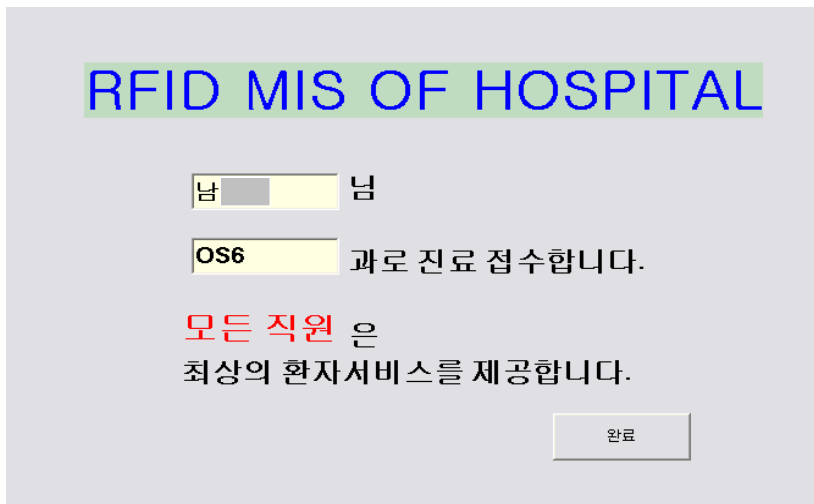 RFID MIS OF HOSPITAL
남 님
OS6 과로 진료 접수합니다.
모든 직원 은
최상의 환자서비스를 제공합니다.
완료